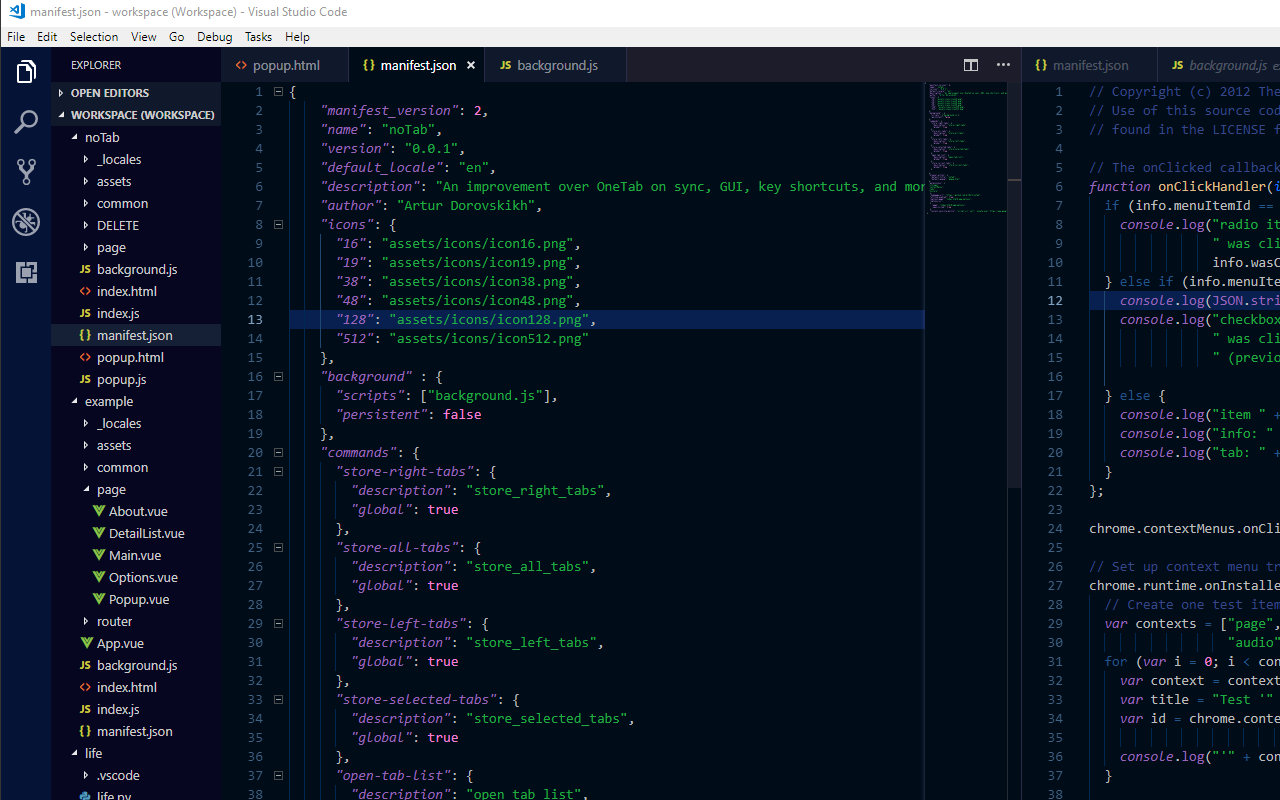 manifest.json - workspace (Workspace) - Visual Studio Code
File Edit Selection View Go Debug Tasks Help
EXPLORER
OPEN EDITORS
WORKSPACE (WORKSPACE)
noTab
_locales
assets
common
DELETE
page
JS background.js
<> index.html
JS index.js
{} manifest.json
<> popup.html
JS popup.js
example
_locales
assets
common
page
About.vue
DetailList.vue
Main.vue
Options.vue
Popup.vue
router
App.vue
JS background.js
<> index.html
JS index.js
{} manifest.json
life
.vscode
life.py
<> popup.html {} manifest.json × JS background.js
1 {
2 "manifest_version": 2,
3 "name": "noTab",
4 "version": "0.0.1",
5 "default_locale": "en",
6 "description": "An improvement over OneTab on sync, GUI, key shortcuts, and mor
7 "author": "Artur Dorovskikh",
8 "icons": {
9 "16": "assets/icons/icon16.png",
10 "19": "assets/icons/icon19.png",
11 "38": "assets/icons/icon38.png",
12 "48": "assets/icons/icon48.png",
13 "128": "assets/icons/icon128.png",
14 "512": "assets/icons/icon512.png"
15 },
16 "background" : {
17 "scripts": ["background.js"],
18 "persistent": false
19 },
20 "commands": {
21 "store-right-tabs": {
22 "description": "store_right_tabs",
23 "global": true
24 },
25 "store-all-tabs": {
26 "description": "store_all_tabs",
27 "global": true
28 },
29 "store-left-tabs": {
30 "description": "store_left_tabs",
31 "global": true
32 },
33 "store-selected-tabs": {
34 "description": "store_selected_tabs",
35 "global": true
36 },
37 "open-tab-list": {
38 "description": "open_tab_list",
{} manifest.json JS background.js e
1 // Copyright (c) 2012 The
2 // Use of this source cod
3 // found in the LICENSE f
4
5 // The onClicked callback
6 function onClickHandler(i
7 if (info.menuItemId ==
8 console.log("radio it
9 " was cli
10 info.wasC
11 } else if (info.menuIte
12 console.log(JSON.stri
13 console.log("checkbox
14 " was cli
15 " (previo
16
17 } else {
18 console.log("item " +
19 console.log("info: "
20 console.log("tab: " +
21 }
22 };
23
24 chrome.contextMenus.onCli
25
26 // Set up context menu tr
27 chrome.runtime.onInstalle
28 // Create one test item
29 var contexts = ["page",
30 "audio"
31 for (var i = 0; i < con
32 var context = context
33 var title = "Test '"
34 var id = chrome.conte
35
36 console.log("'" + con
37 }
38